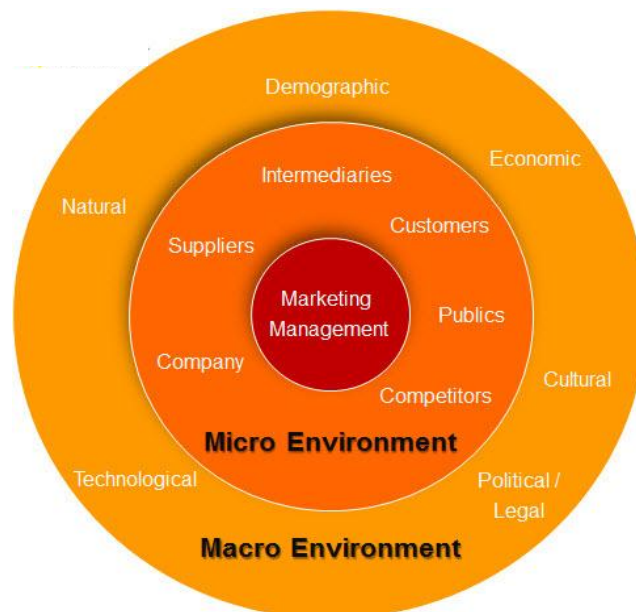 Demographic
Economic
Intermediaries
Natural
Customers
Suppliers
Marketing
Management
Publics
Company
Cultural
Competitors
Micro Environment
Technological
Political /
Legal
Macro Environment